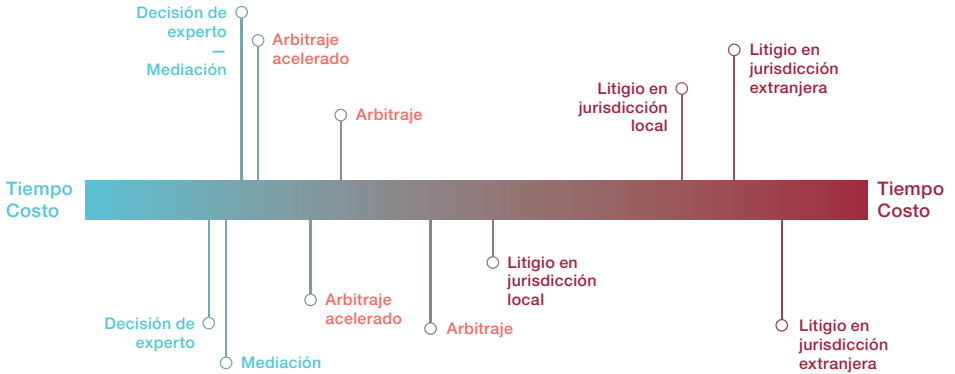 Decisión de
experto
—
Mediación
Arbitraje
acelerado
Arbitraje
Litigio en
jurisdicción
local
Litigio en
jurisdicción
extranjera
Tiempo
Costo
Tiempo
Costo
Decisión de
experto
Mediación
Arbitraje
acelerado
Arbitraje
Litigio en
jurisdicción
local
Litigio en
jurisdicción
extranjera